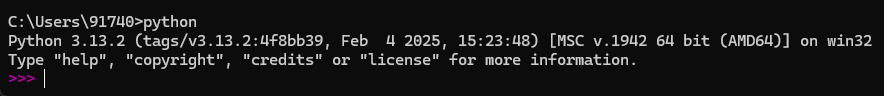 C:\Users\91740>python
Python 3.13.2 (tags/v3.13.2:4f8bb39, Feb  4 2025, 15:23:48) [MSC v.1942 64 bit (AMD64)] on win32
Type "help", "copyright", "credits" or "license" for more information.
>>>